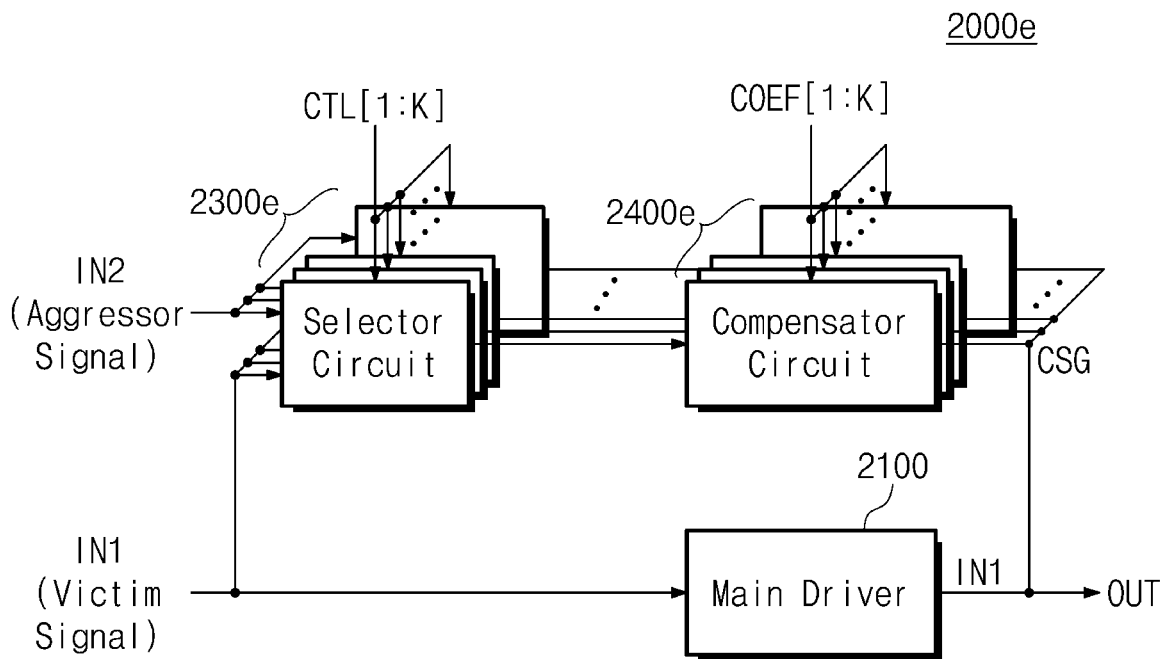 2000e
CTL[1:K]
COEF[1:K]
2300e
2400e
IN2
(Aggressor
Signal)
Selector
Circuit
Compensator
Circuit
CSG
2100
IN1
(Victim
Signal)
Main Driver
IN1
OUT